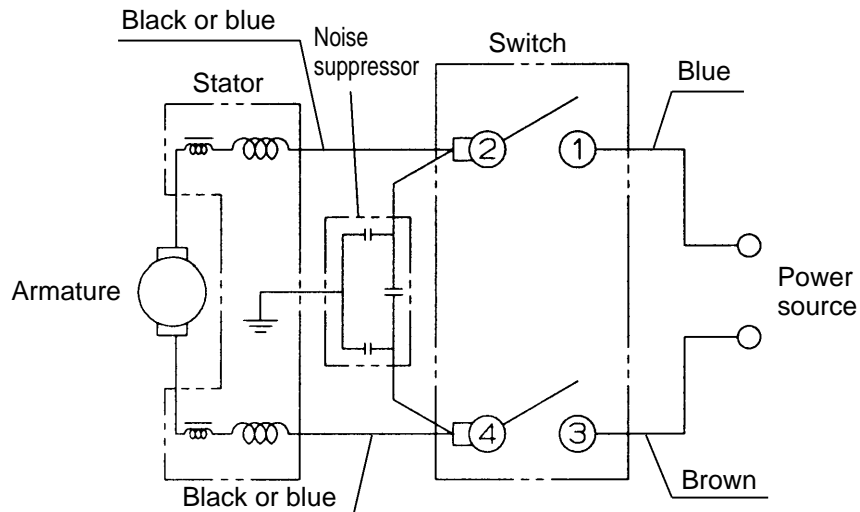 Black or blue
Noise
suppressor
Switch
Stator
Blue
2
1
Armature
Power
source
4
3
Black or blue
Brown